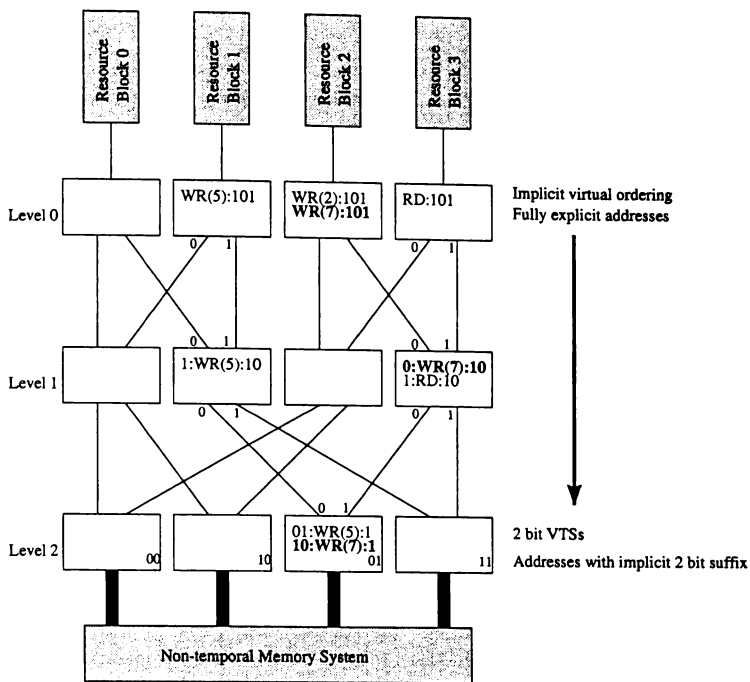 Resource
Block 0
Resource
Block 1
Resource
Block 2
Resource
Block 3
Level 0
WR(5):101
WR(2):101
WR(7):101
RD:101
Implicit virtual ordering
Fully explicit addresses
0 1
0 1
0 1
0 1
Level 1
1:WR(5):10
0:WR(7):10
1:RD:10
0 1
0 1
0 1
Level 2
00
10
01:WR(5):1
10:WR(7):1
01
11
2 bit VTSs
Addresses with implicit 2 bit suffix
Non-temporal Memory System